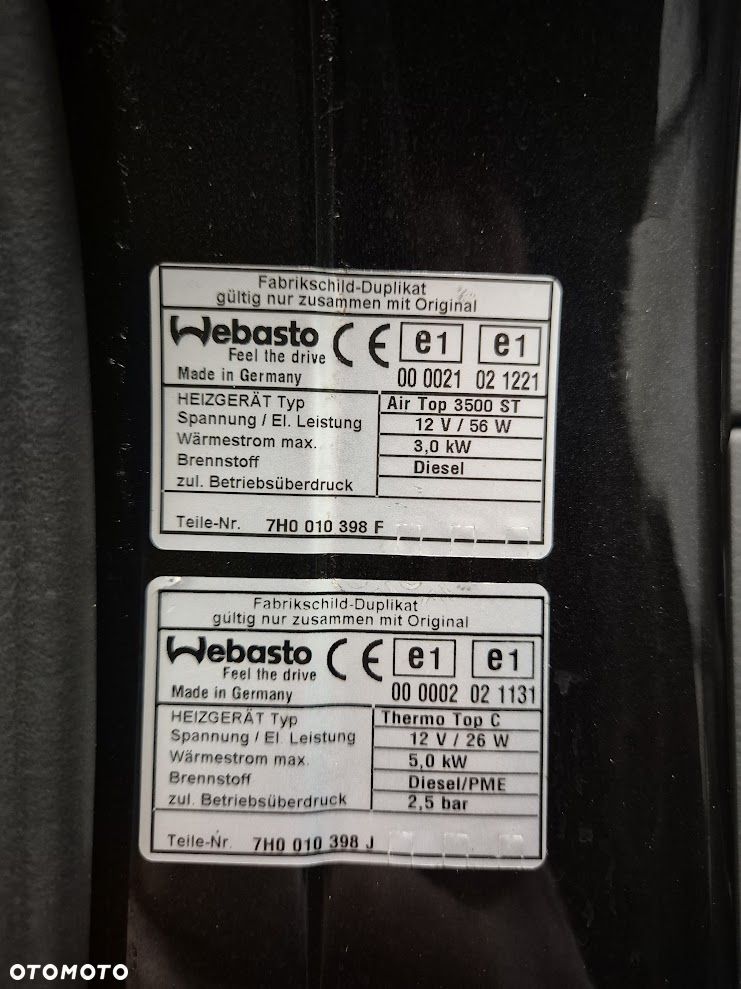 Fabrikschild-Duplikat
gültig nur zusammen mit Original
Webasto CE e1 e1
Feel the drive
Made in Germany 00 0021 02 1221
HEIZGERÄT Typ Air Top 3500 ST
Spannung / El. Leistung 12 V / 56 W
Wärmestrom max. 3,0 kW
Brennstoff Diesel
zul. Betriebsüberdruck
Teile-Nr. 7H0 010 398 F
Fabrikschild-Duplikat
gültig nur zusammen mit Original
Webasto CE e1 e1
Feel the drive
Made in Germany 00 0002 02 1131
HEIZGERÄT Typ Thermo Top C
Spannung / El. Leistung 12 V / 26 W
Wärmestrom max. 5,0 kW
Brennstoff Diesel/PME
zul. Betriebsüberdruck 2,5 bar
Teile-Nr. 7H0 010 398 J
OTOMOTO